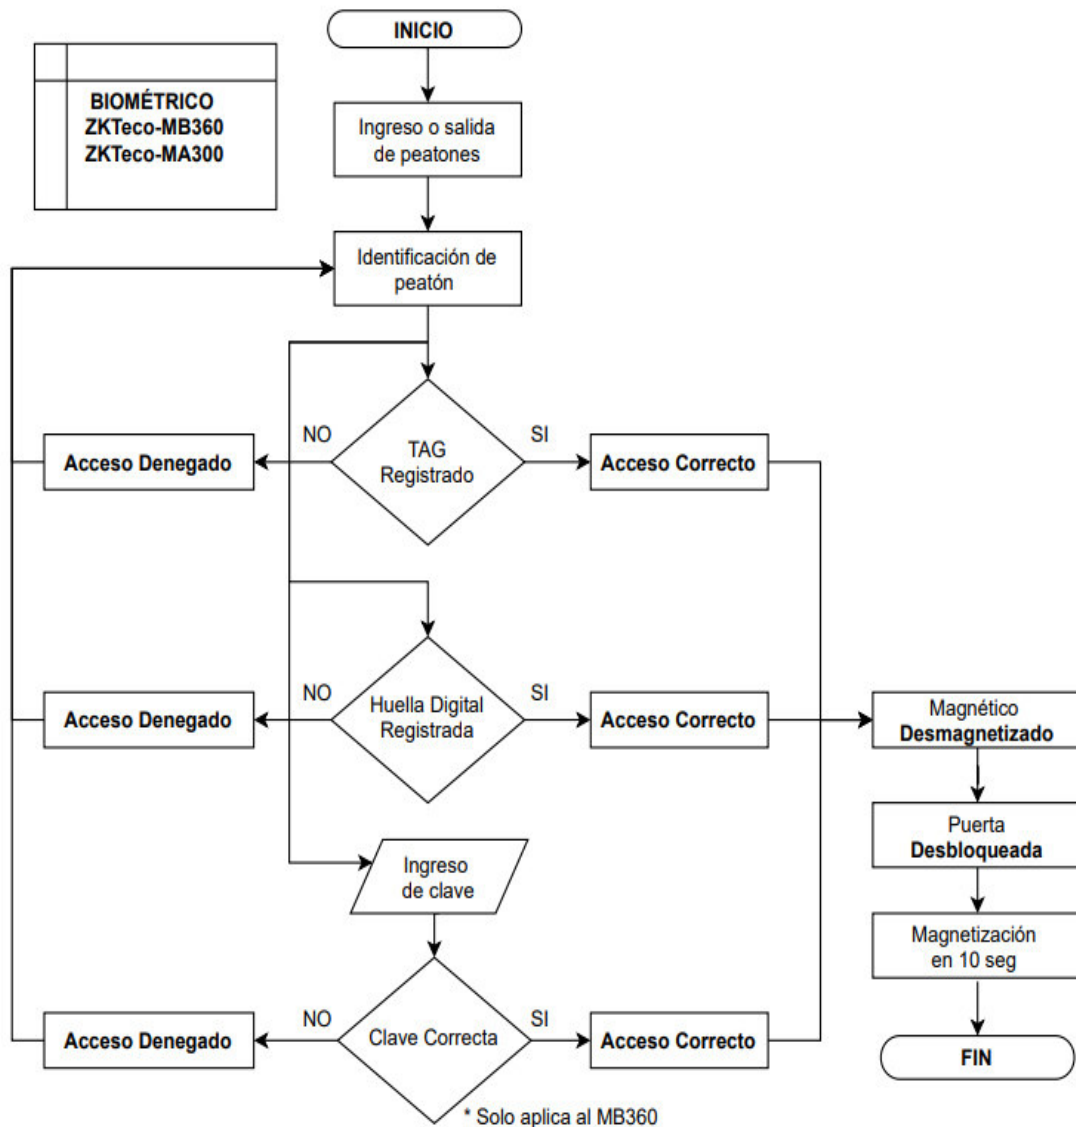 INICIO
BIOMÉTRICO
ZKTeco-MB360
ZKTeco-MA300
Ingreso o salida
de peatones
Identificación de
peatón
NO
TAG
Registrado
SI
Acceso Denegado
Acceso Correcto
NO
Huella Digital
Registrada
SI
Acceso Denegado
Acceso Correcto
Magnético
Desmagnetizado
Puerta
Desbloqueada
Ingreso
de clave
Magnetización
en 10 seg
NO
Clave Correcta
SI
Acceso Denegado
Acceso Correcto
FIN
* Solo aplica al MB360